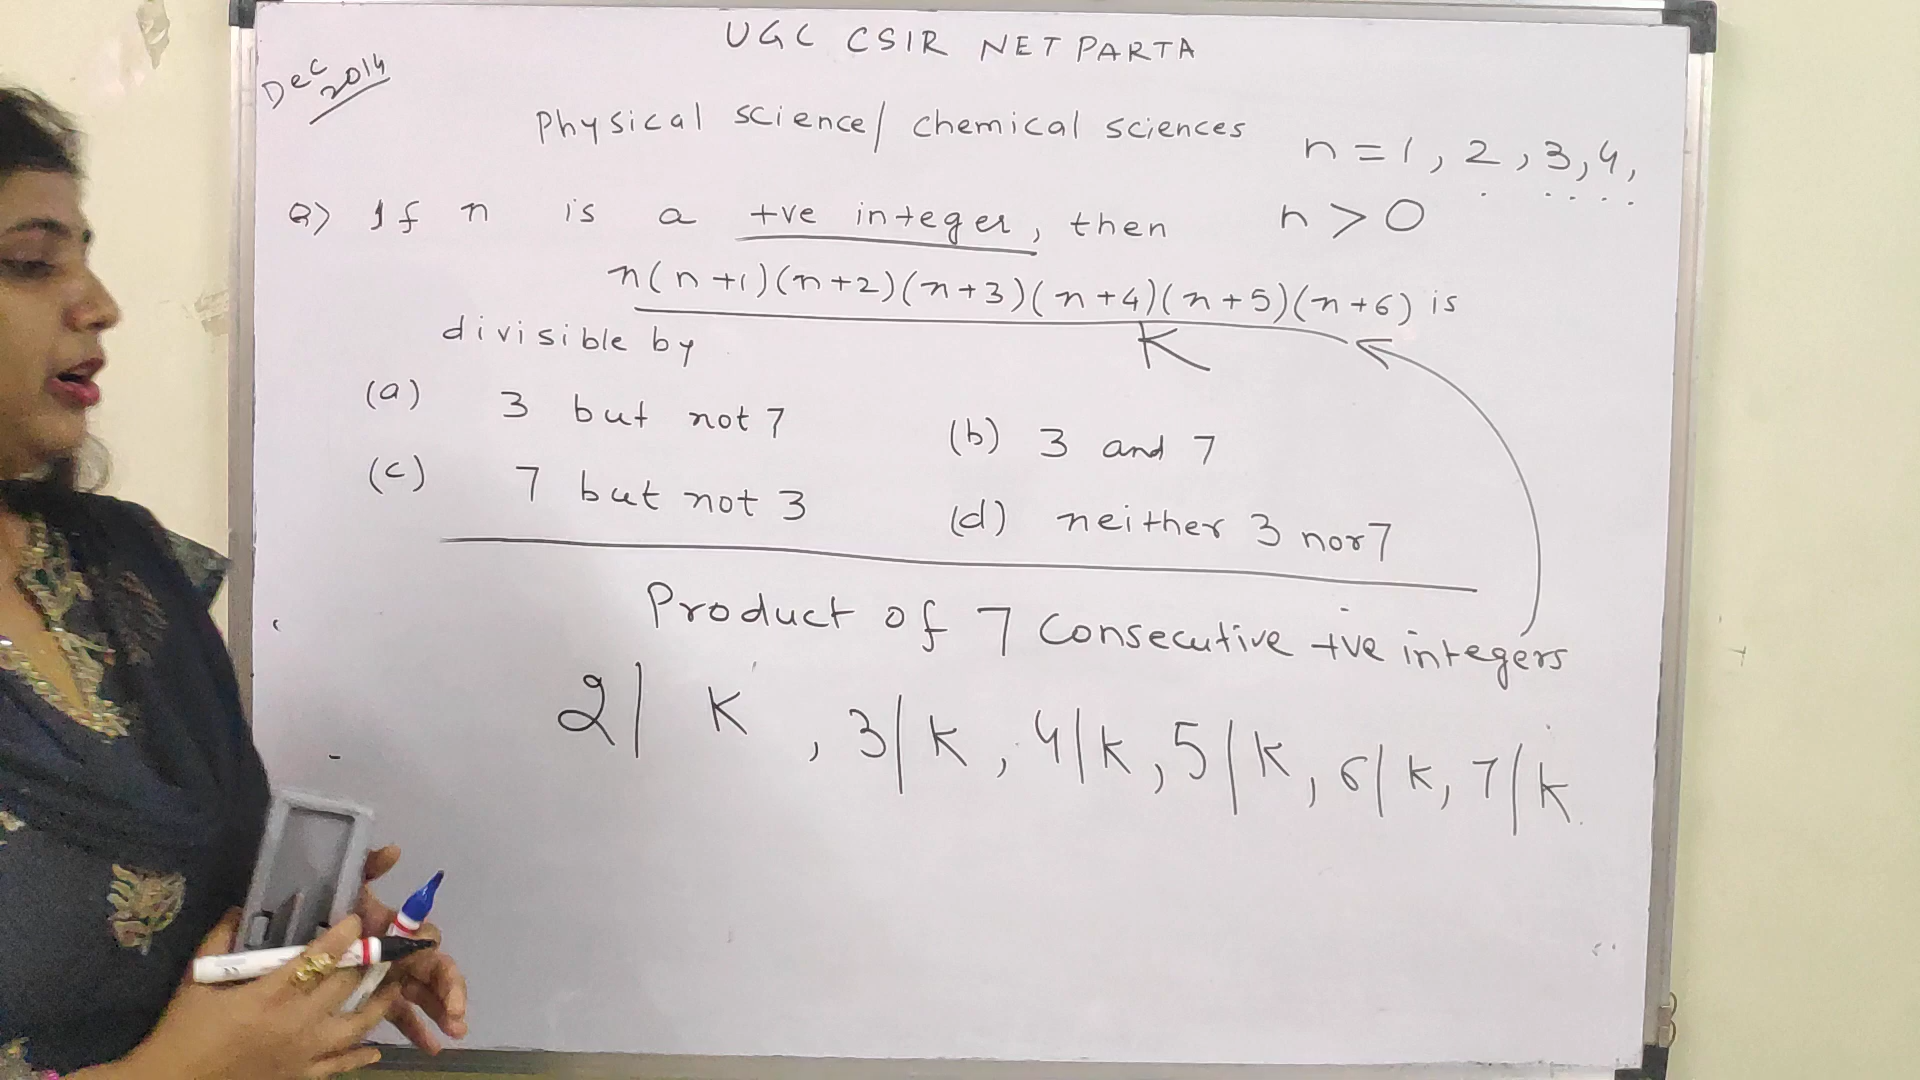 UGC CSIR NET PART A
Dec 2014
Physical science/ chemical sciences
n = 1, 2, 3, 4, ....
Q) If n is a +ve integer, then
n > 0
n(n+1)(n+2)(n+3)(n+4)(n+5)(n+6) is
divisible by
K
(a) 3 but not 7
(b) 3 and 7
(c) 7 but not 3
(d) neither 3 nor 7
Product of 7 consecutive +ve integers
2| K, 3|K, 4|K, 5|K, 6|K, 7|K